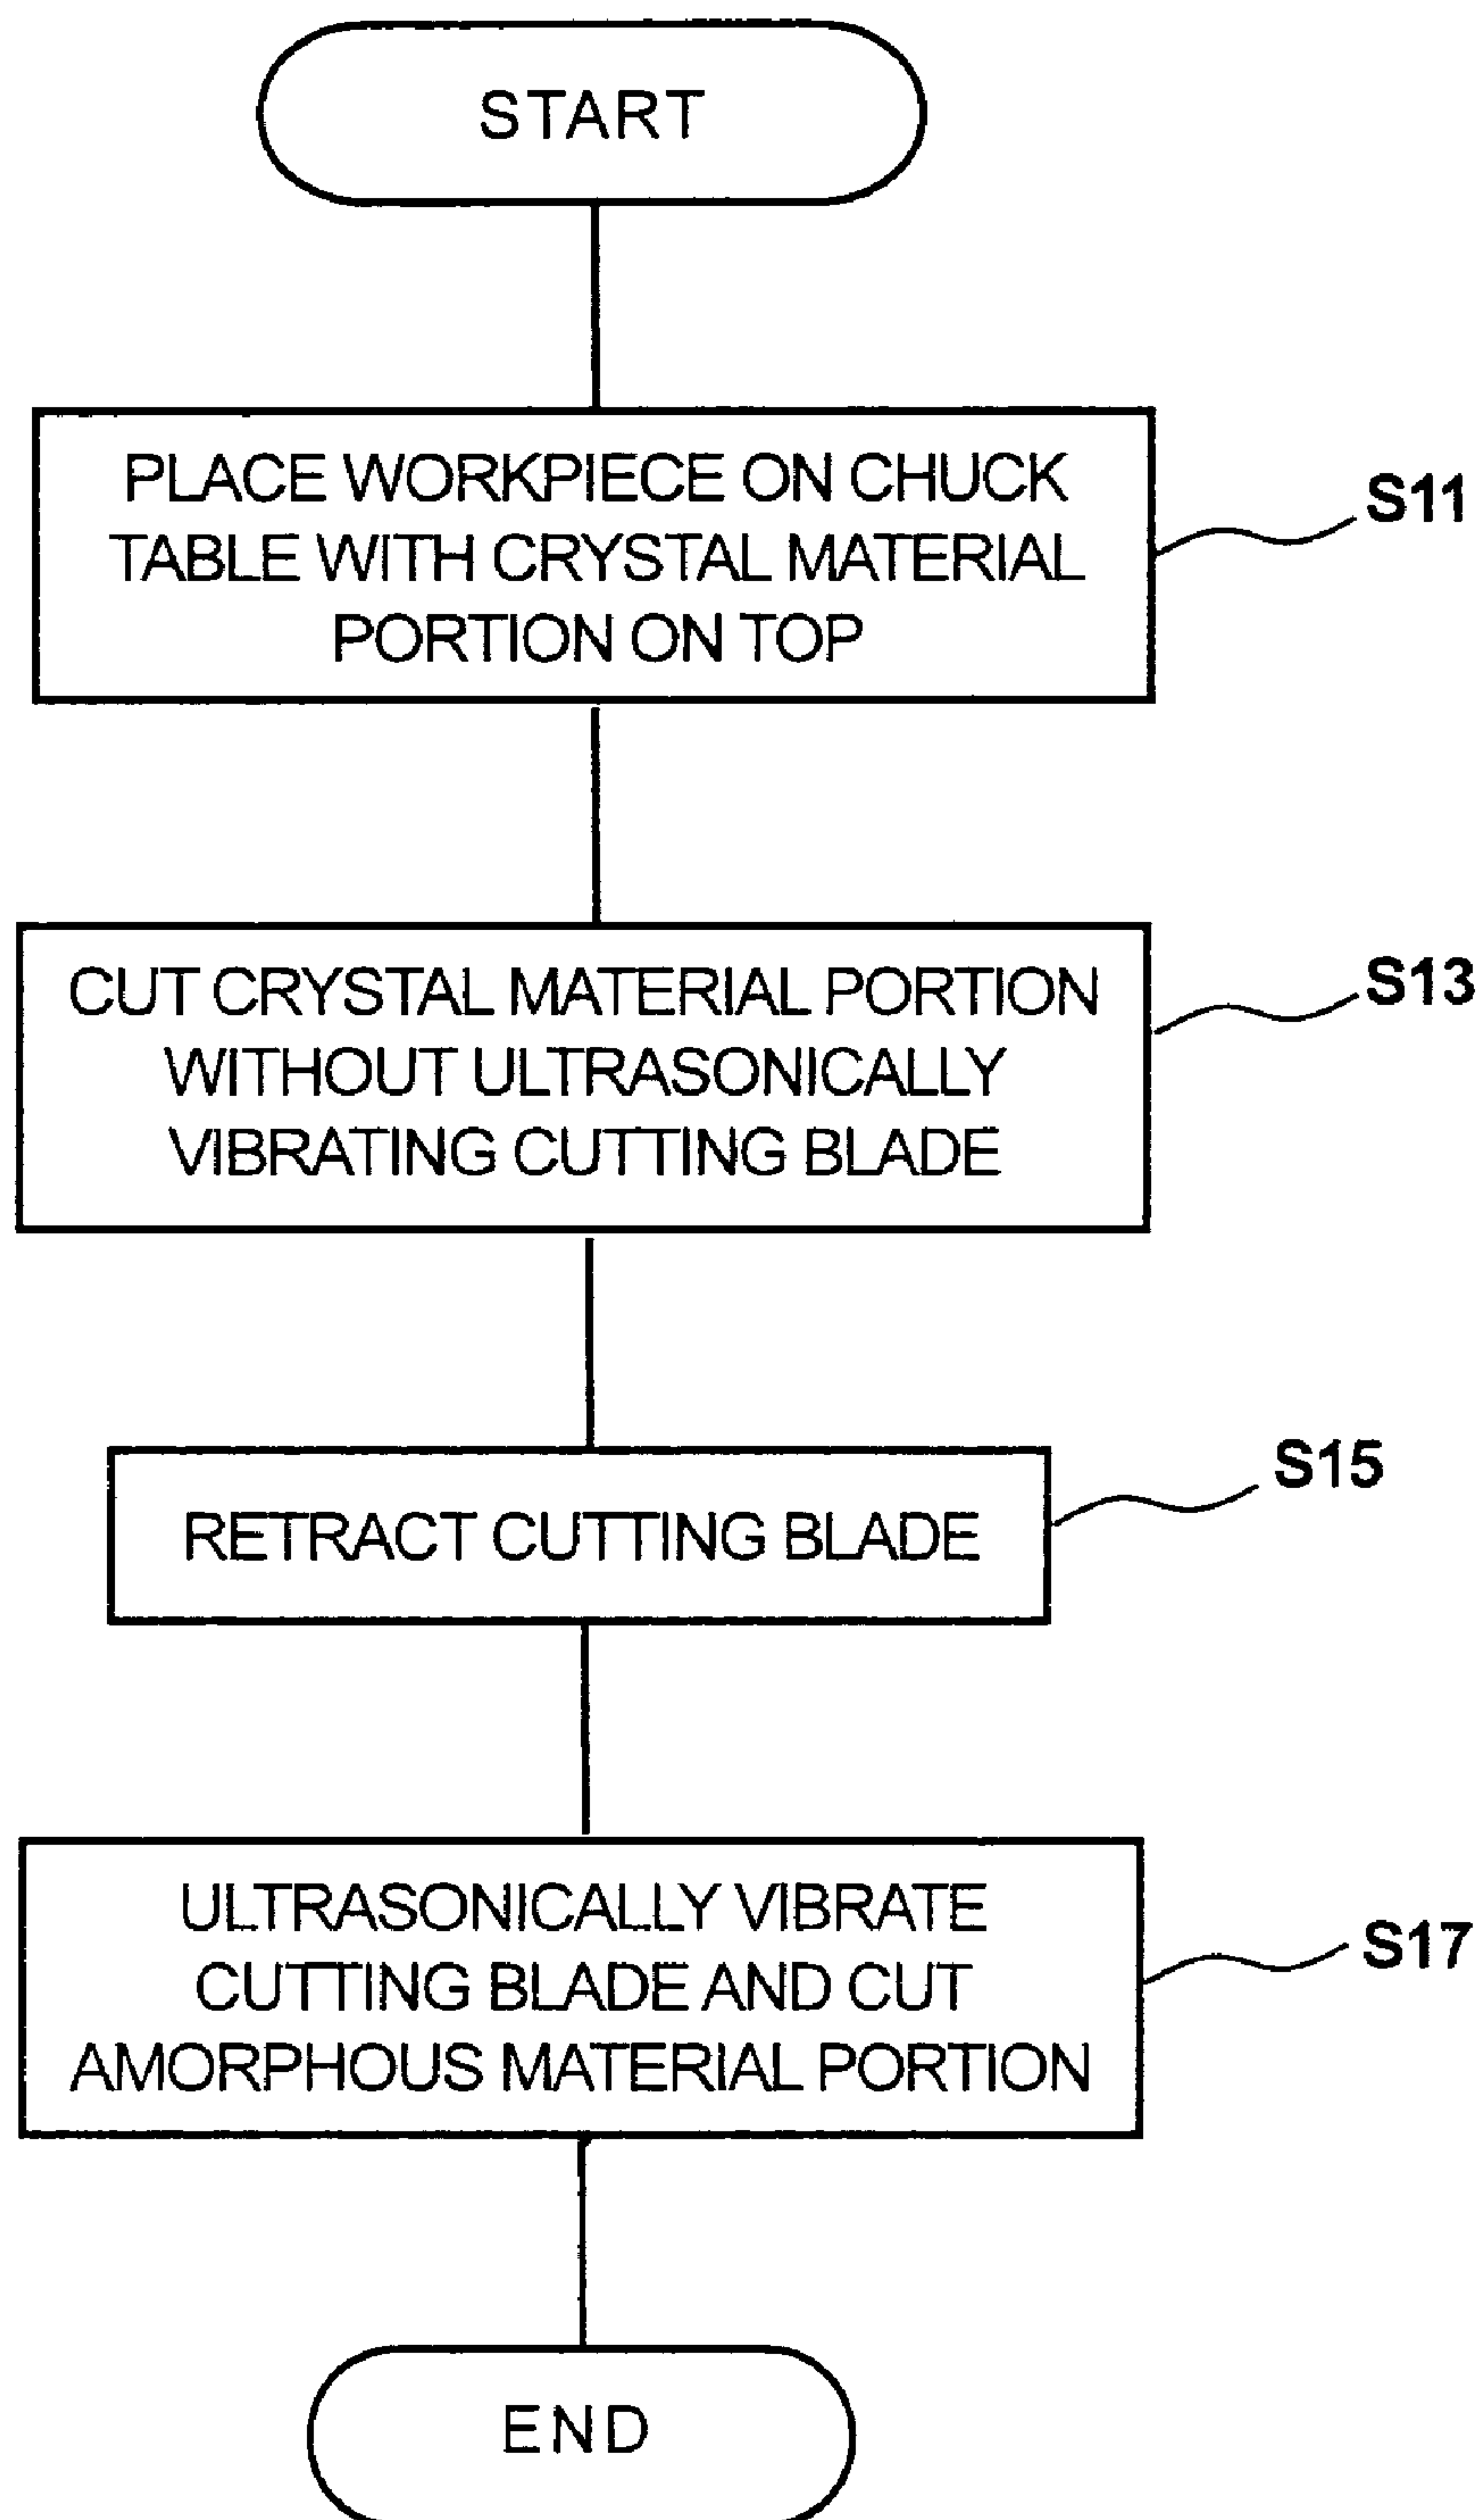 START
PLACE WORKPIECE ON CHUCK
TABLE WITH CRYSTAL MATERIAL
PORTION ON TOP
S11
CUT CRYSTAL MATERIAL PORTION
WITHOUT ULTRASONICALLY
VIBRATING CUTTING BLADE
S13
RETRACT CUTTING BLADE
S15
ULTRASONICALLY VIBRATE
CUTTING BLADE AND CUT
AMORPHOUS MATERIAL PORTION
S17
END